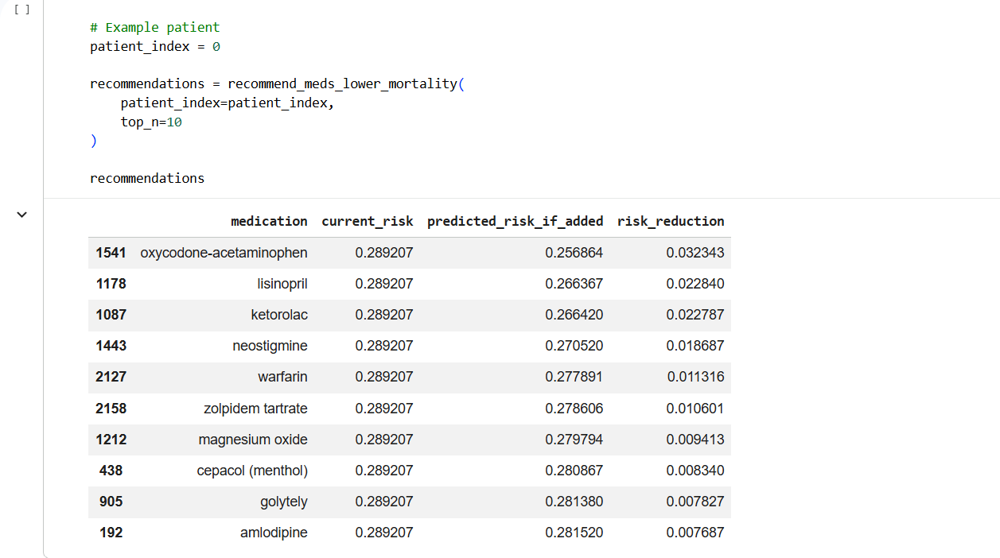 [ ]
# Example patient
patient_index = 0
recommendations = recommend_meds_lower_mortality(
    patient_index=patient_index,
    top_n=10
)
recommendations
medication current_risk predicted_risk_if_added risk_reduction
1541 oxycodone-acetaminophen 0.289207 0.256864 0.032343
1178 lisinopril 0.289207 0.266367 0.022840
1087 ketorolac 0.289207 0.266420 0.022787
1443 neostigmine 0.289207 0.270520 0.018687
2127 warfarin 0.289207 0.277891 0.011316
2158 zolpidem tartrate 0.289207 0.278606 0.010601
1212 magnesium oxide 0.289207 0.279794 0.009413
438 cepacol (menthol) 0.289207 0.280867 0.008340
905 golytely 0.289207 0.281380 0.007827
192 amlodipine 0.289207 0.281520 0.007687